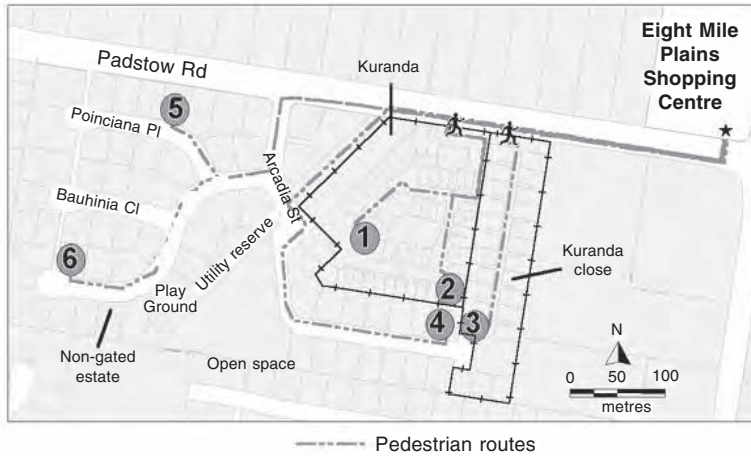 Eight Mile
Plains
Shopping
Centre
Padstow Rd
Kuranda
5
Poinciana Pl
Arcadia St
Bauhinia Cl
Utility reserve
1
Kuranda
close
6
Play
Ground
2
4
3
Non-gated
estate
Open space
N
0 50 100
metres
Pedestrian routes